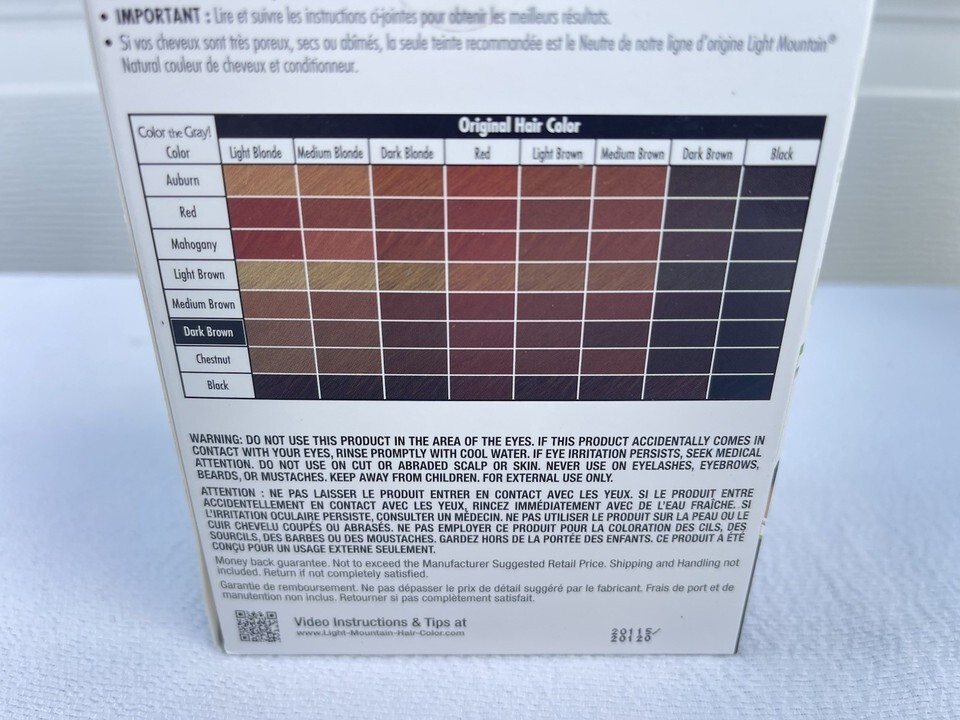 • IMPORTANT : Lire et suivre les instructions ci-jointes pour obtenir les meilleurs résultats.
• Si vos cheveux sont très poreux, secs ou abîmés, la seule teinte recommandée est le Neutre de notre ligne d'origine Light Mountain®
Natural couleur de cheveux et conditionneur.
Color the Gray!
Color
Original Hair Color
Light Blonde Medium Blonde Dark Blonde Red Light Brown Medium Brown Dark Brown Black
Auburn
Red
Mahogany
Light Brown
Medium Brown
Dark Brown
Chestnut
Black
WARNING: DO NOT USE THIS PRODUCT IN THE AREA OF THE EYES. IF THIS PRODUCT ACCIDENTALLY COMES IN
CONTACT WITH YOUR EYES, RINSE PROMPTLY WITH COOL WATER. IF EYE IRRITATION PERSISTS, SEEK MEDICAL
ATTENTION. DO NOT USE ON CUT OR ABRADED SCALP OR SKIN. NEVER USE ON EYELASHES, EYEBROWS,
BEARDS, OR MUSTACHES. KEEP AWAY FROM CHILDREN. FOR EXTERNAL USE ONLY.
ATTENTION : NE PAS LAISSER LE PRODUIT ENTRER EN CONTACT AVEC LES YEUX. SI LE PRODUIT ENTRE
ACCIDENTELLEMENT EN CONTACT AVEC LES YEUX, RINCEZ IMMÉDIATEMENT AVEC DE L'EAU FRAÎCHE. SI
L'IRRITATION OCULAIRE PERSISTE, CONSULTER UN MÉDECIN. NE PAS UTILISER LE PRODUIT SUR LA PEAU OU LE
CUIR CHEVELU COUPÉS OU ABRASÉS. NE PAS EMPLOYER CE PRODUIT POUR LA COLORATION DES CILS, DES
SOURCILS, DES BARBES OU DES MOUSTACHES. GARDEZ HORS DE LA PORTÉE DES ENFANTS. CE PRODUIT A ÉTÉ
CONÇU POUR UN USAGE EXTERNE SEULEMENT.
Money back guarantee. Not to exceed the Manufacturer Suggested Retail Price. Shipping and Handling not
included. Return if not completely satisfied.
Garantie de remboursement. Ne pas dépasser le prix de détail suggéré par le fabricant. Frais de port et de
manutention non inclus. Retourner si pas complètement satisfait.
Video Instructions & Tips at
www.Light-Mountain-Hair-Color.com
20115/
20120